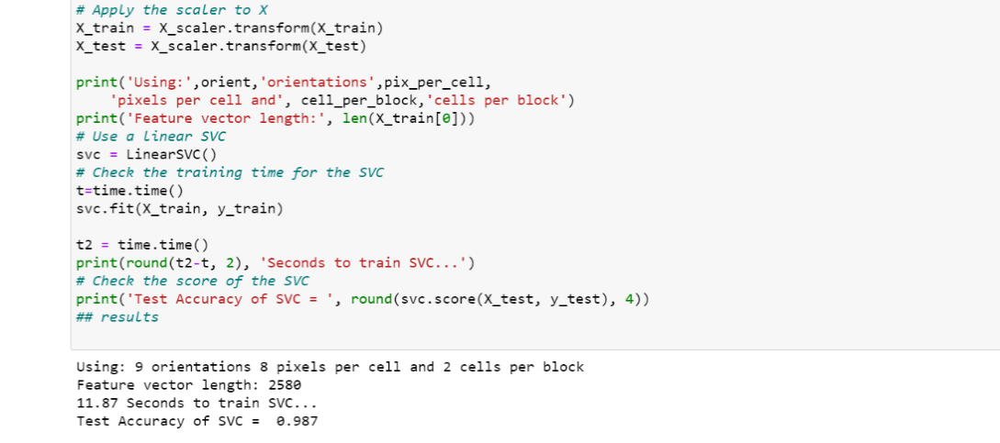 # Apply the scaler to X
X_train = X_scaler.transform(X_train)
X_test = X_scaler.transform(X_test)
print('Using:',orient,'orientations',pix_per_cell,
'pixels per cell and', cell_per_block,'cells per block')
print('Feature vector length:', len(X_train[0]))
# Use a linear SVC
svc = LinearSVC()
# Check the training time for the SVC
t=time.time()
svc.fit(X_train, y_train)
t2 = time.time()
print(round(t2-t, 2), 'Seconds to train SVC...')
# Check the score of the SVC
print('Test Accuracy of SVC = ', round(svc.score(X_test, y_test), 4))
## results
Using: 9 orientations 8 pixels per cell and 2 cells per block
Feature vector length: 2580
11.87 Seconds to train SVC...
Test Accuracy of SVC =  0.987